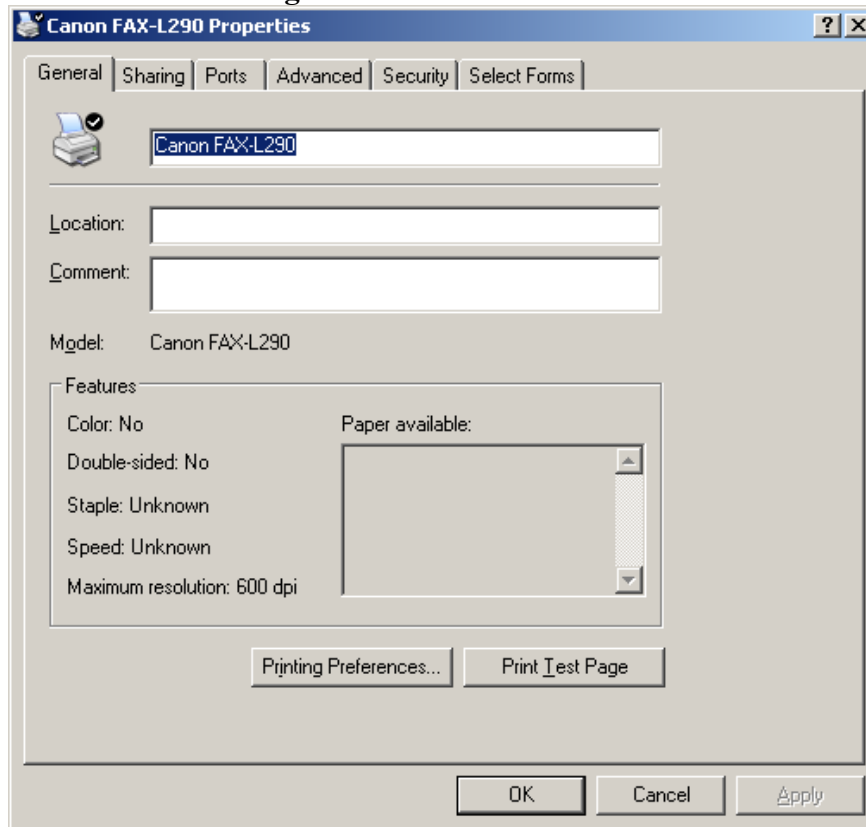 Canon FAX-L290 Properties
General Sharing Ports Advanced Security Select Forms
Canon FAX-L290
Location:
Comment:
Model: Canon FAX-L290
Features
Color: No
Paper available:
Double-sided: No
Staple: Unknown
Speed: Unknown
Maximum resolution: 600 dpi
Printing Preferences... Print Test Page
OK Cancel Apply